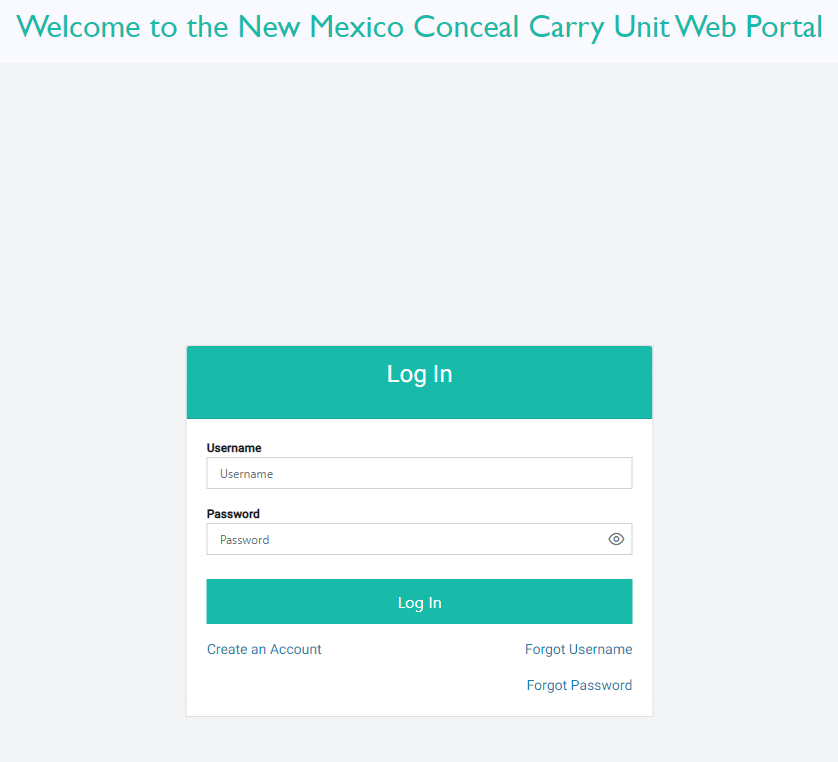 Welcome to the New Mexico Conceal Carry Unit Web Portal
Log In
Username
Username
Password
Password
Log In
Create an Account
Forgot Username
Forgot Password